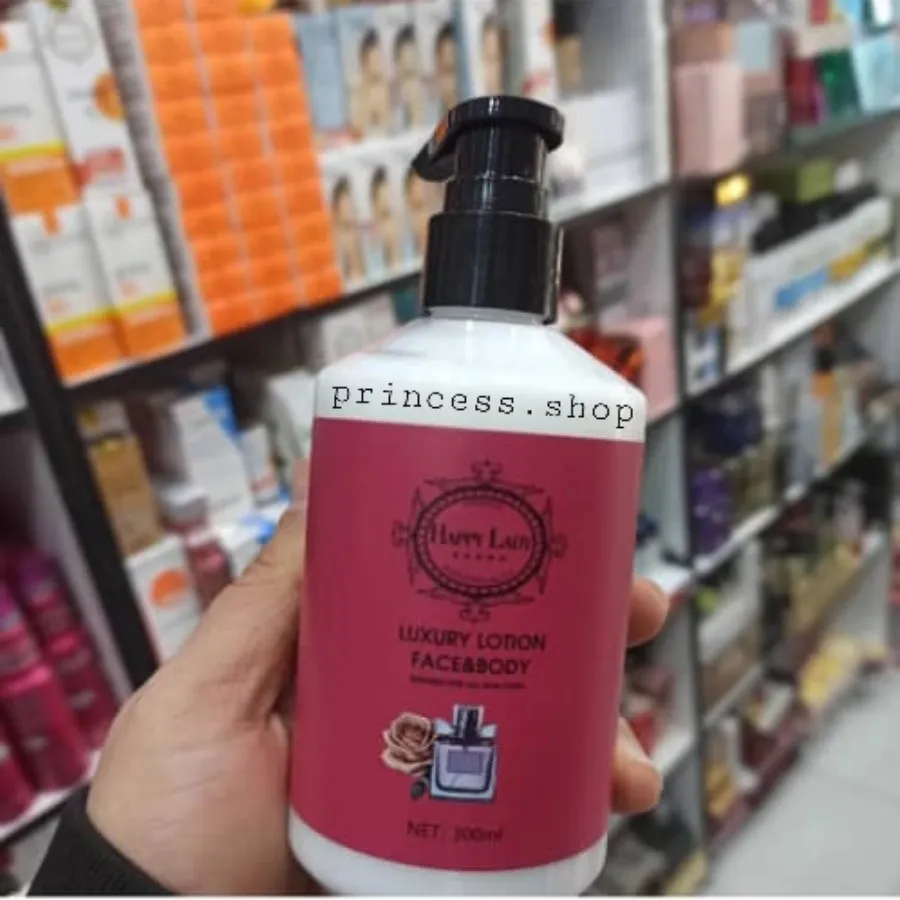 princess.shop
HAPPY LADY
LUXURY LOTION
FACE&BODY
NET: 300ml